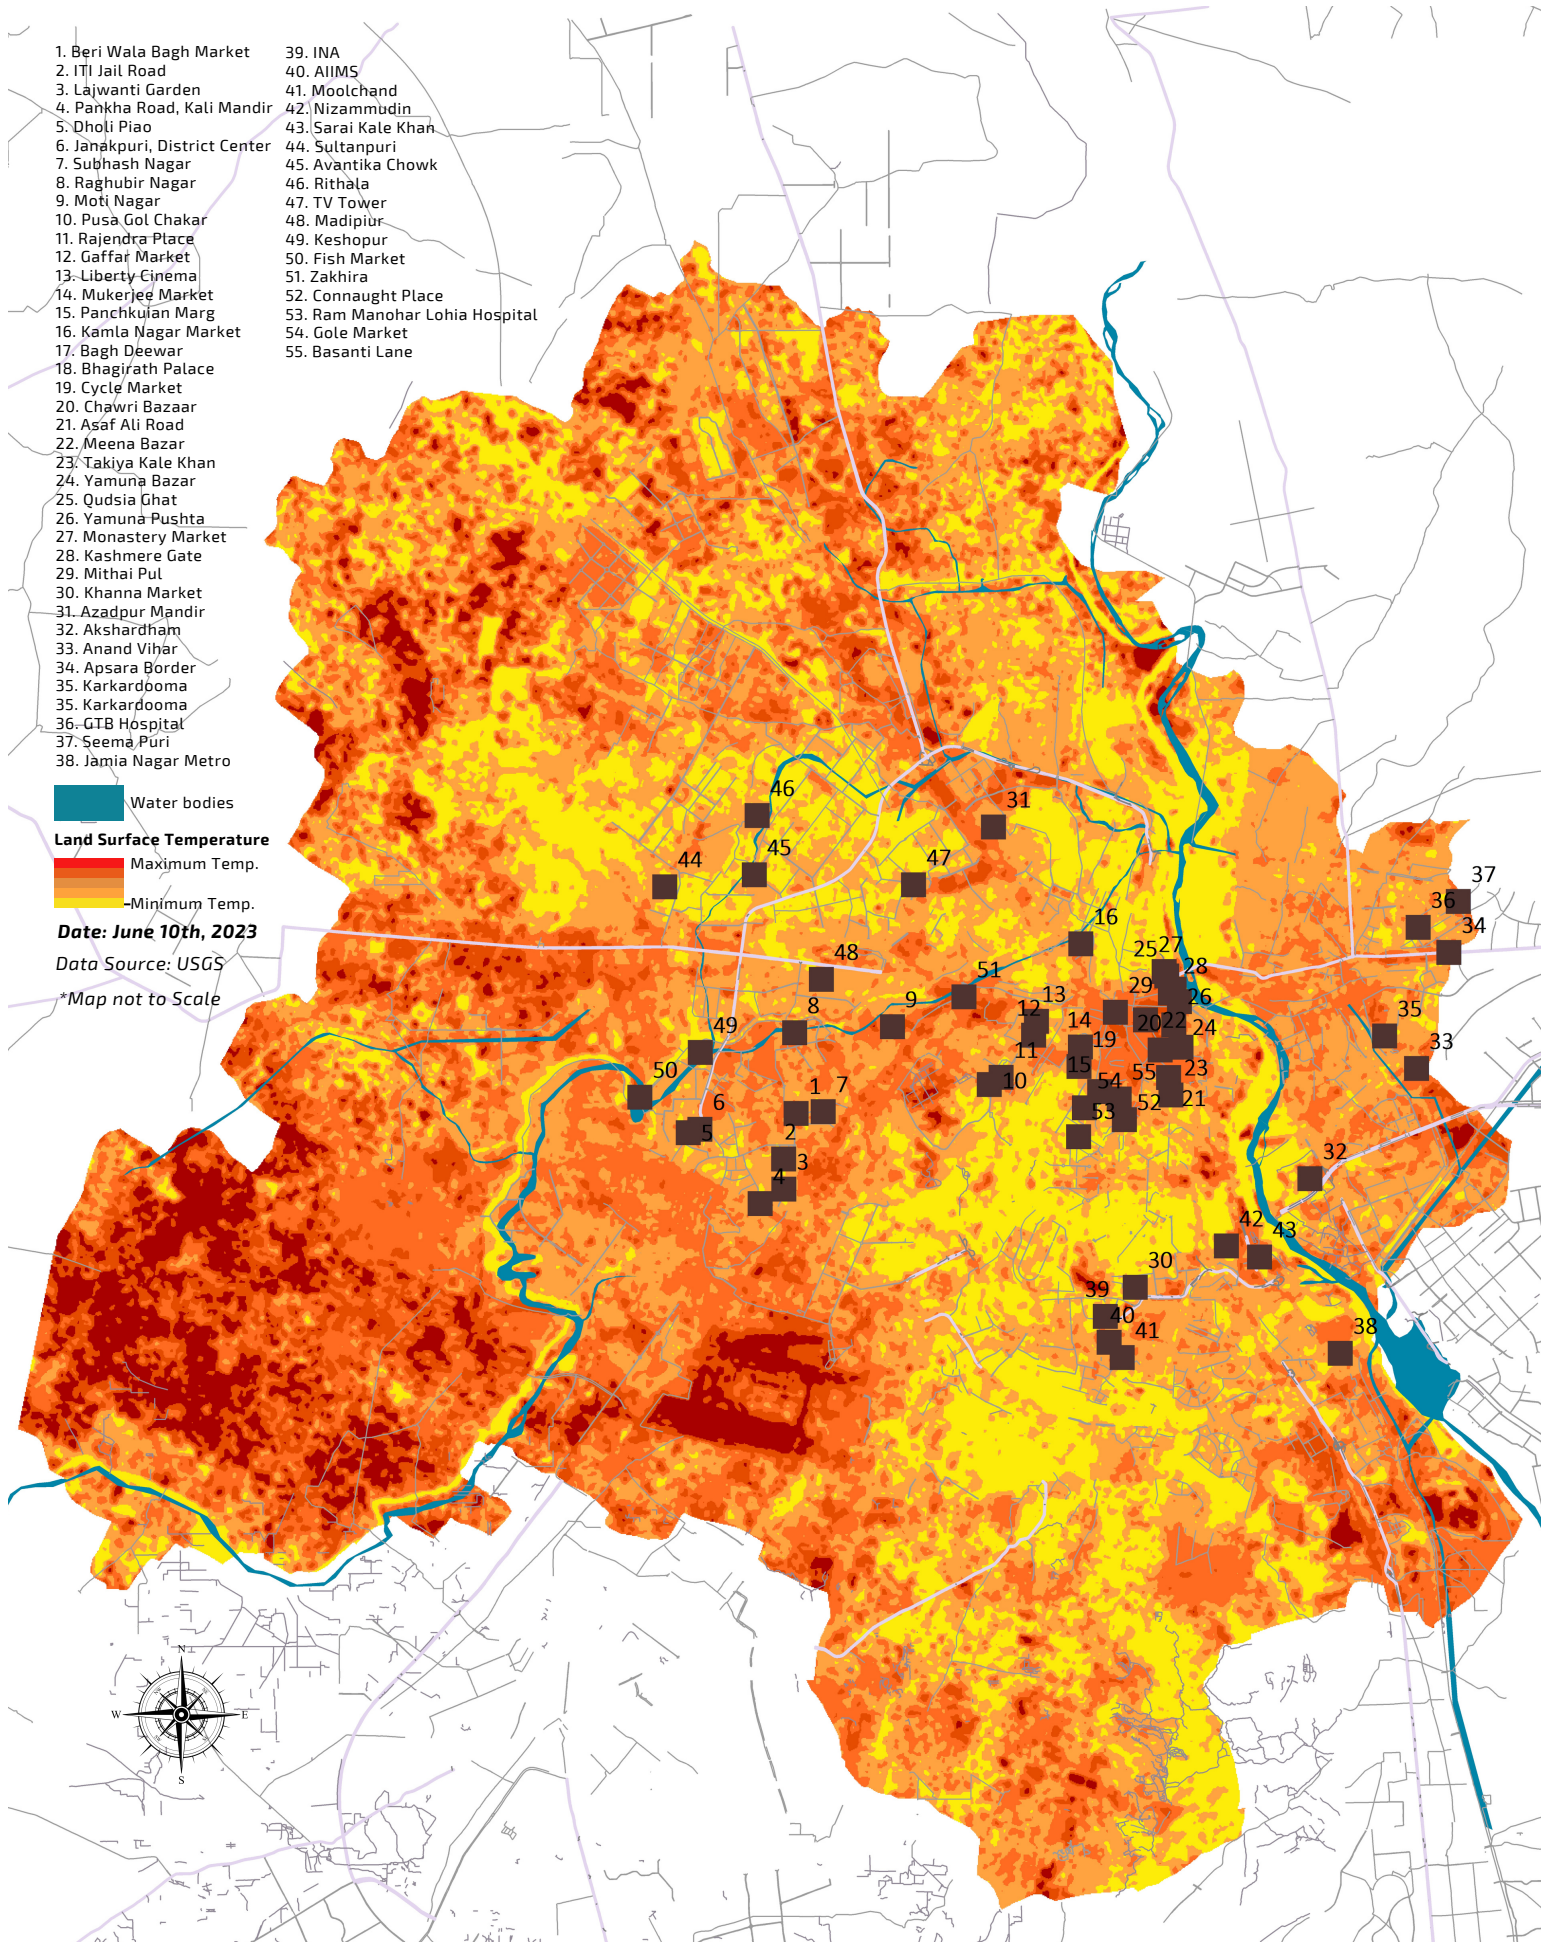 1. Beri Wala Bagh Market
2. ITI Jail Road
3. Lajwanti Garden
4. Pankha Road, Kali Mandir
5. Dholi Piao
6. Janakpuri, District Center
7. Subhash Nagar
8. Raghubir Nagar
9. Moti Nagar
10. Pusa Gol Chakar
11. Rajendra Place
12. Gaffar Market
13. Liberty Cinema
14. Mukerjee Market
15. Panchkuian Marg
16. Kamla Nagar Market
17. Bagh Deewar
18. Bhagirath Palace
19. Cycle Market
20. Chawri Bazaar
21. Asaf Ali Road
22. Meena Bazar
23. Takiya Kale Khan
24. Yamuna Bazar
25. Qudsia Ghat
26. Yamuna Pushta
27. Monastery Market
28. Kashmere Gate
29. Mithai Pul
30. Khanna Market
31. Azadpur Mandir
32. Akshardham
33. Anand Vihar
34. Apsara Border
35. Karkardooma
35. Karkardooma
36. GTB Hospital
37. Seema Puri
38. Jamia Nagar Metro
39. INA
40. AIIMS
41. Moolchand
42. Nizammudin
43. Sarai Kale Khan
44. Sultanpuri
45. Avantika Chowk
46. Rithala
47. TV Tower
48. Madipiur
49. Keshopur
50. Fish Market
51. Zakhira
52. Connaught Place
53. Ram Manohar Lohia Hospital
54. Gole Market
55. Basanti Lane
Water bodies
Land Surface Temperature
Maximum Temp.
Minimum Temp.
Date: June 10th, 2023
Data Source: USGS
*Map not to Scale
46
31
45
44
47
37
36
16
34
27
25
48
28
51
29
26
9
13
8
12
35
14
20
22
24
49
19
11
33
15
55
23
50
10
54
1
7
21
6
52
53
2
5
3
32
4
42
43
30
39
40
41
38
N
W
E
S